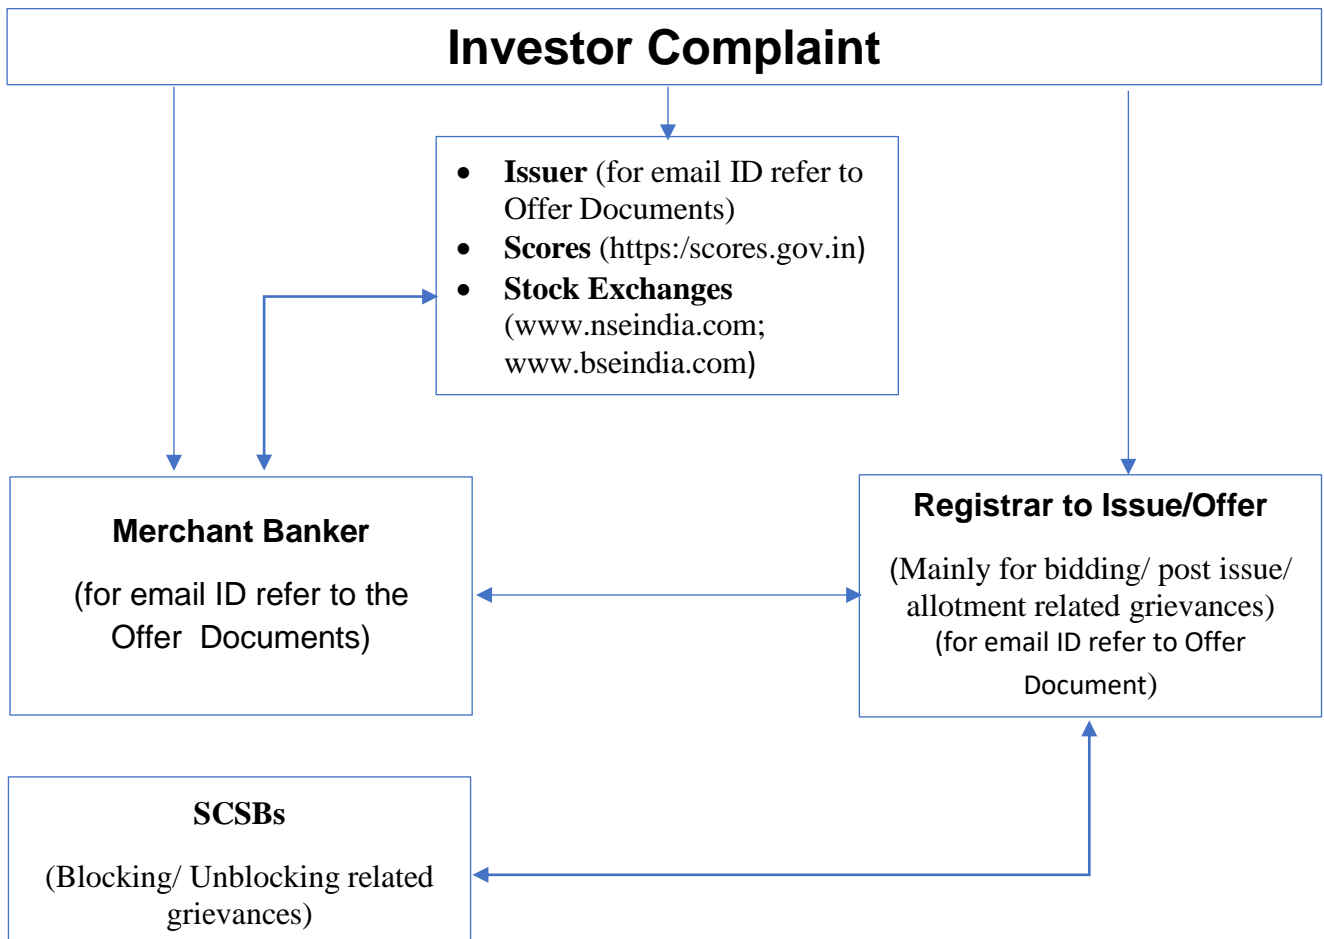 Investor Complaint
• Issuer (for email ID refer to
Offer Documents)
• Scores (https:/scores.gov.in)
• Stock Exchanges
(www.nseindia.com;
www.bseindia.com)
Merchant Banker
(for email ID refer to the
Offer Documents)
Registrar to Issue/Offer
(Mainly for bidding/ post issue/
allotment related grievances)
(for email ID refer to Offer
Document)
SCSBs
(Blocking/ Unblocking related
grievances)